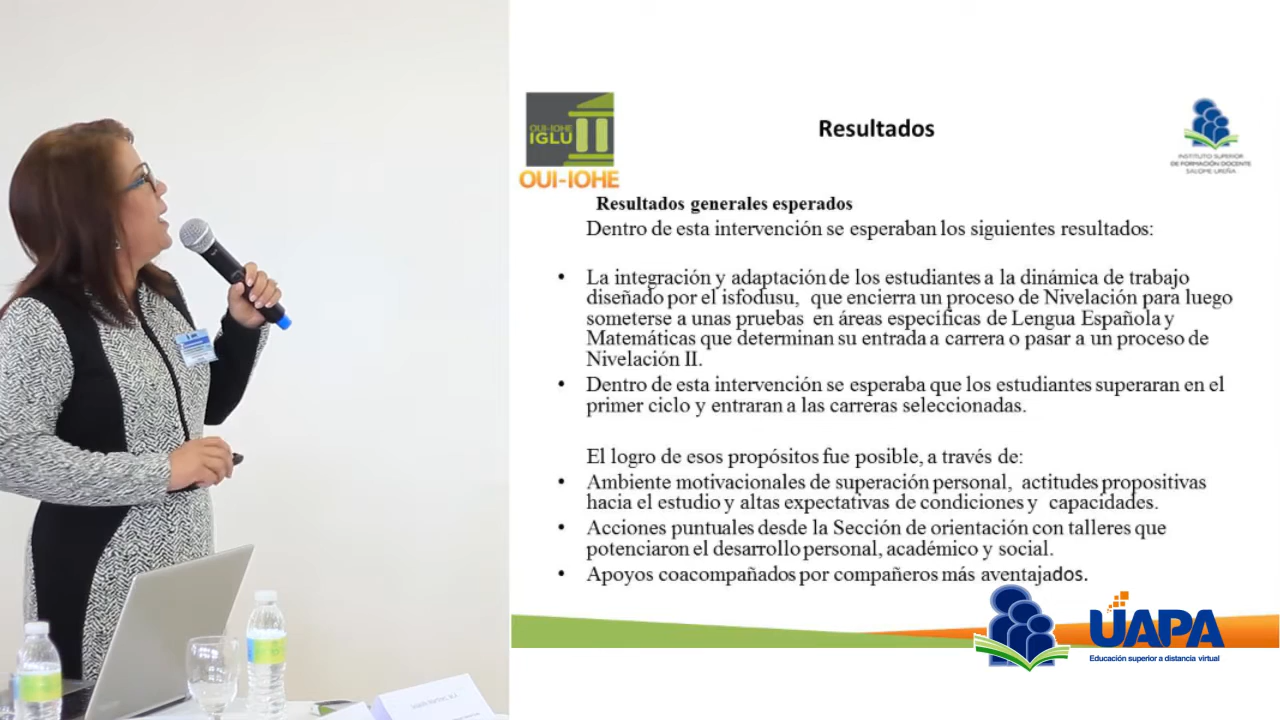 OUI-IOHE
IGLU
OUI-IOHE
Resultados
INSTITUTO SUPERIOR
DE FORMACIÓN DOCENTE
SALOMÉ UREÑA
Resultados generales esperados
Dentro de esta intervención se esperaban los siguientes resultados:
• La integración y adaptación de los estudiantes a la dinámica de trabajo
diseñado por el isfodusu, que encierra un proceso de Nivelación para luego
someterse a unas pruebas en áreas específicas de Lengua Española y
Matemáticas que determinan su entrada a carrera o pasar a un proceso de
Nivelación II.
• Dentro de esta intervención se esperaba que los estudiantes superaran en el
primer ciclo y entraran a las carreras seleccionadas.
El logro de esos propósitos fue posible, a través de:
• Ambiente motivacionales de superación personal, actitudes propositivas
hacia el estudio y altas expectativas de condiciones y capacidades.
• Acciones puntuales desde la Sección de orientación con talleres que
potenciaron el desarrollo personal, académico y social.
• Apoyos coacompañados por compañeros más aventajados.
UAPA
Educación superior a distancia virtual